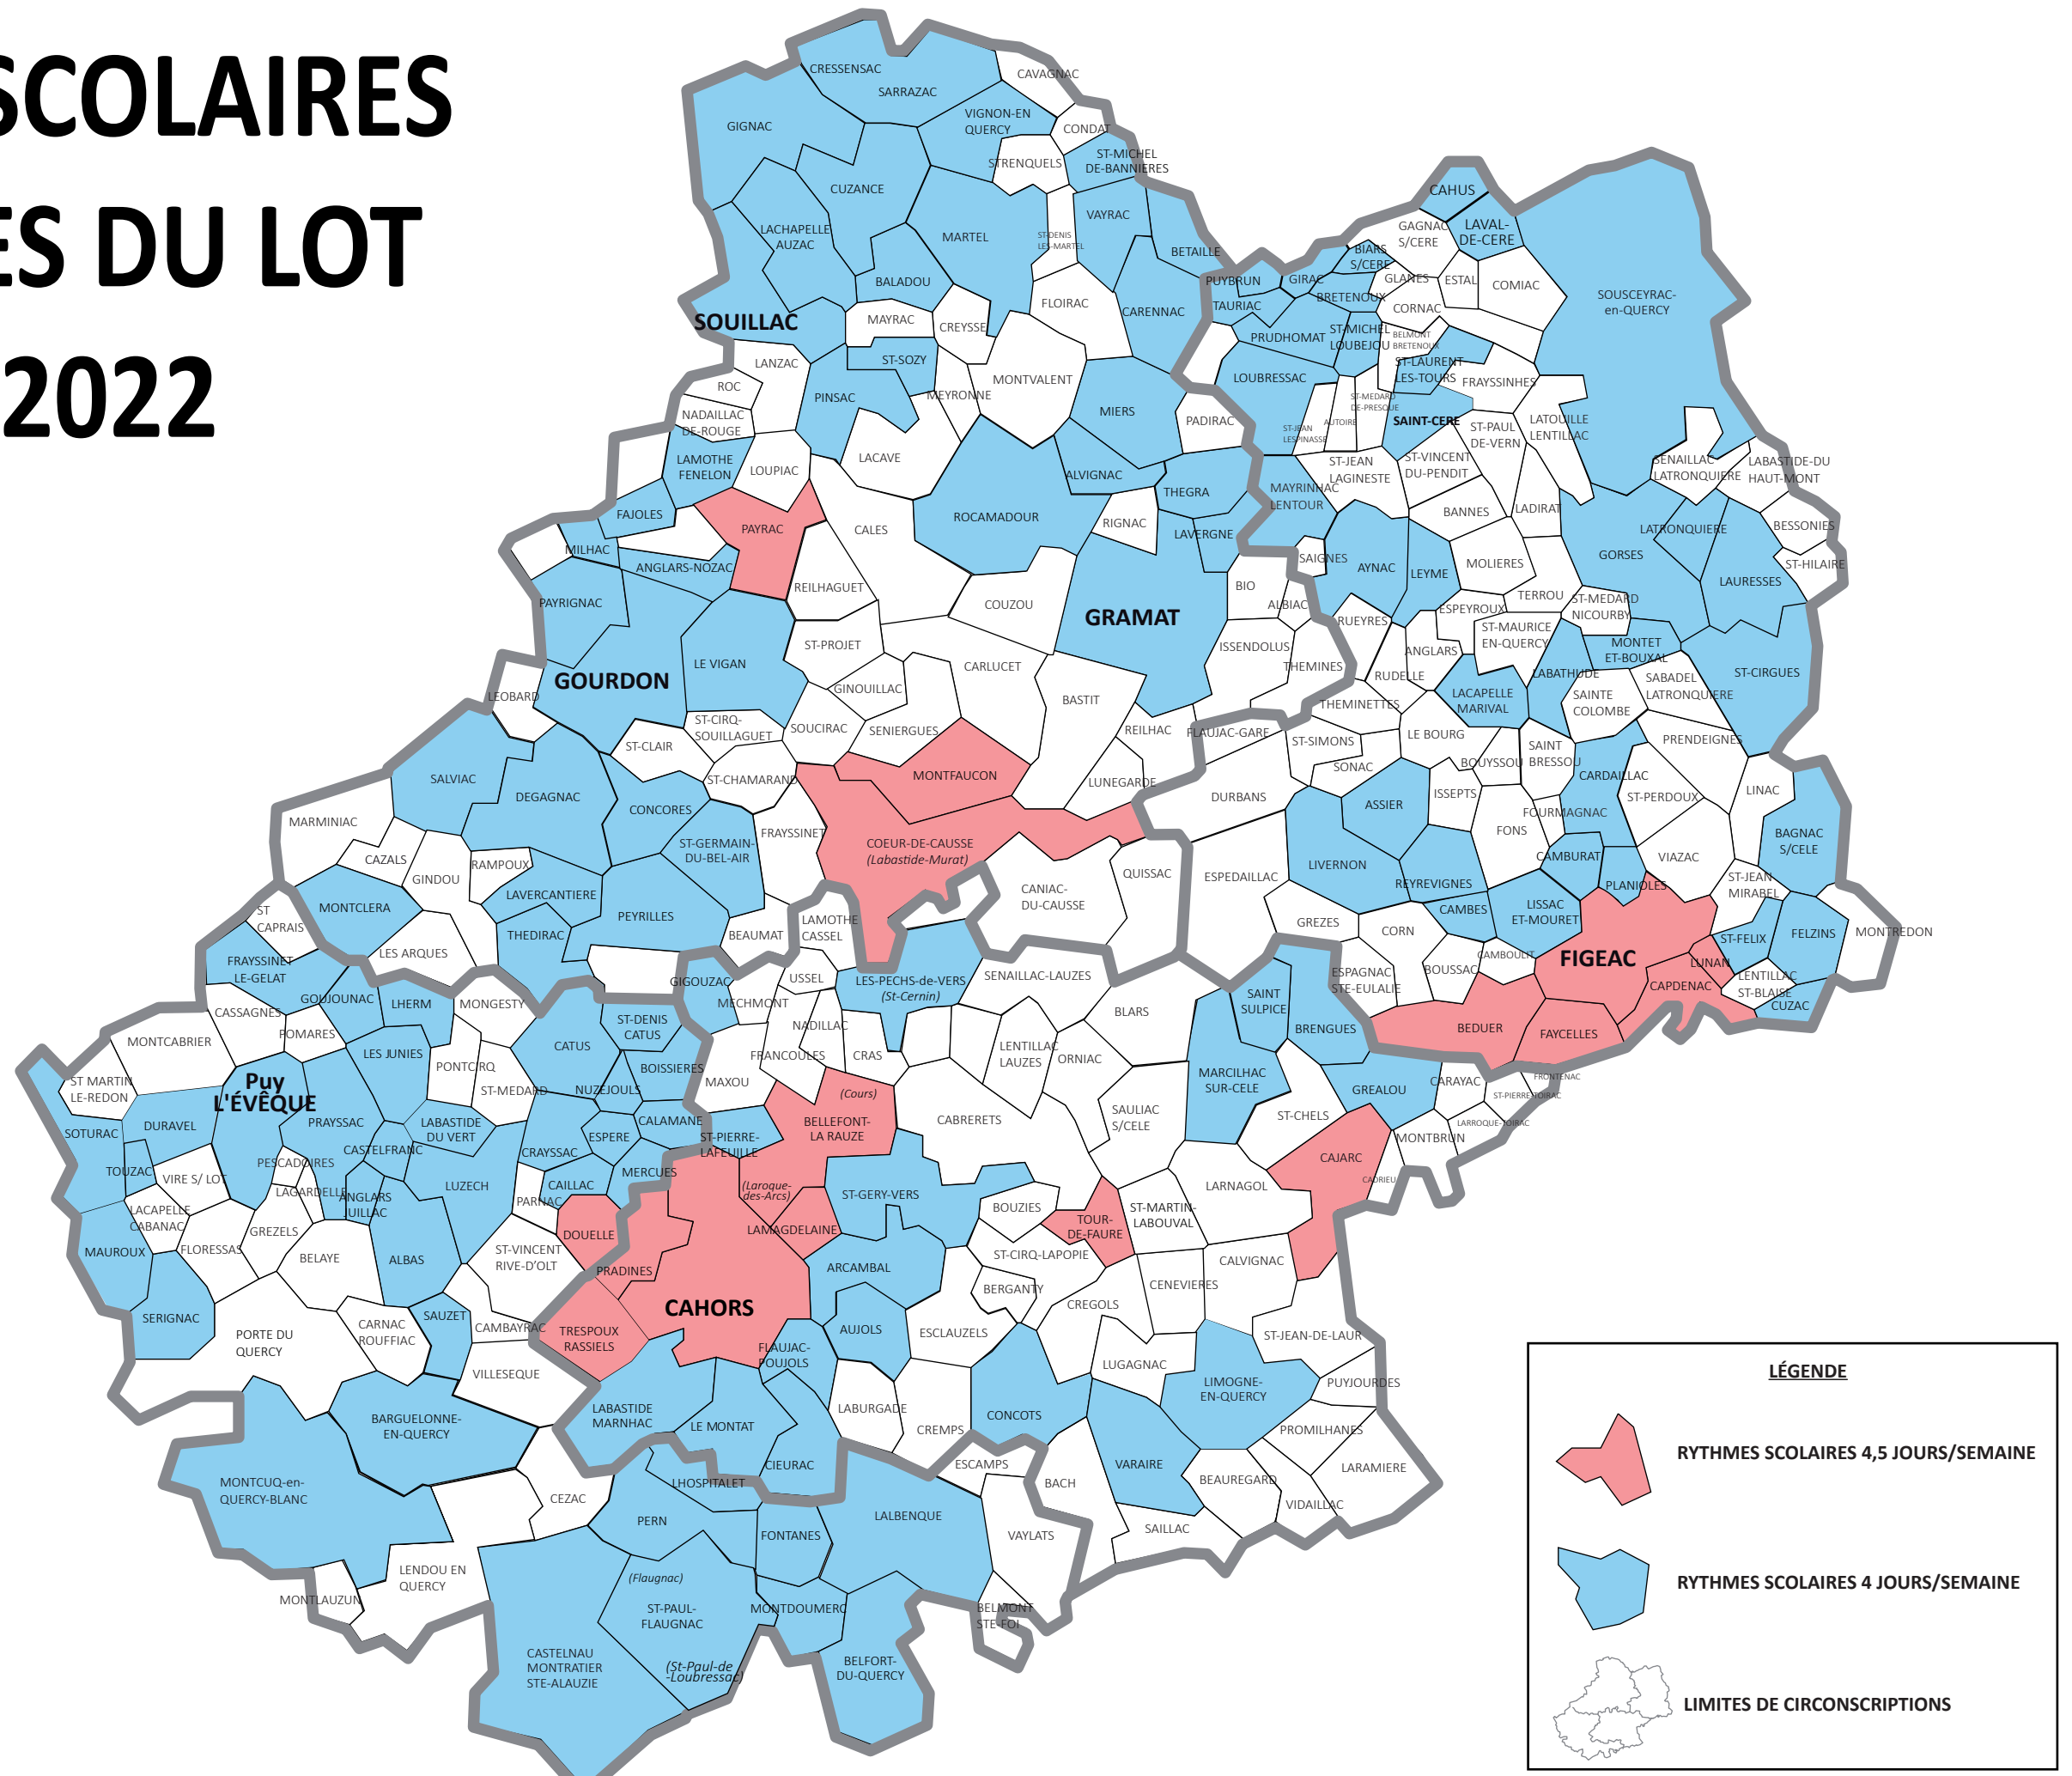 SCOLAIRES
ES DU LOT
2022
CRESSENSAC
SARRAZAC
CAVAGNAC
GIGNAC
VIGNON-EN
QUERCY
CONDAT
STRENQUELS
ST-MICHEL
DE-BANNIERES
CUZANCE
LACHAPELLE
AUZAC
MARTEL
ST-DENIS
LES-MARTEL
VAYRAC
BETAILLE
BALADOU
FLOIRAC
CARENNAC
SOUILLAC
MAYRAC
CREYSSE
LANZAC
ST-SOZY
ROC
PINSAC
MEYRONNE
MONTVALENT
MIERS
PADIRAC
NADAILLAC
DE-ROUGE
LAMOTHE
FENELON
LOUPIAC
LACAVE
ALVIGNAC
THEGRA
FAJOLES
PAYRAC
CALES
ROCAMADOUR
RIGNAC
LAVERGNE
MILHAC
ANGLARS-NOZAC
REILHAGUET
COUZOU
GRAMAT
BIO
ALBIAC
PAYRIGNAC
LE VIGAN
ST-PROJET
CARLUCET
ISSENDOLUS
THEMINES
GOURDON
GINOUILLAC
BASTIT
LEOBARD
ST-CIRQ-
SOUILLAGUET
SOUCIRAC
SENIERGUES
REILHAC
FLAUJAC-GARE
ST-CLAIR
ST-CHAMARAND
MONTFAUCON
LUNEGARDE
DURBANS
SALVIAC
DEGAGNAC
CONCORES
FRAYSSINET
COEUR-DE-CAUSSE
(Labastide-Murat)
ST-GERMAIN-
DU-BEL-AIR
MARMINIAC
CAZALS
GINDOU
RAMPOUX
LAVERCANTIERE
PEYRILLES
MONTCLERA
THEDIRAC
LES ARQUES
BEAUMAT
LAMOTHE
CASSEL
CANIAC-
DU-CAUSSE
QUISSAC
ESPEDAILLAC
CAHUS
GAGNAC
S/CERE
LAVAL-
DE-CERE
BIARS
S/CERE
GLANES
ESTAL
COMIAC
SOUSCEYRAC-
en-QUERCY
PUYBRUN
GIRAC
TAURIAC
BRETENOUX
CORNAC
PRUDHOMAT
ST-MICHEL
LOUBEJOU
BELMONT
BRETENOUX
LOUBRESSAC
ST-LAURENT
LES-TOURS
FRAYSSINHES
ST-MEDARD
DE-PRESQUE
AUTOIRE
ST-JEAN
LESPINASSE
SAINT-CERE
ST-PAUL
DE-VERN
LATOUILLE
LENTILLAC
MAYRINHAC
LENTOUR
ST-JEAN
LAGINESTE
ST-VINCENT
DU-PENDIT
SENAILLAC
LATRONQUIERE
LABASTIDE-DU
HAUT-MONT
BANNES
LADIRAT
LATRONQUIERE
BESSONIES
ST-HILAIRE
GORSES
LAURESSES
SAIGNES
AYNAC
LEYME
MOLIERES
TERROU
ST-MEDARD
NICOURBY
RUEYRES
ESPEYROUX
ST-MAURICE
EN-QUERCY
MONTET
ET-BOUXAL
ST-CIRGUES
ANGLARS
RUDELLE
LABATHUDE
SABADEL
LATRONQUIERE
LACAPELLE
MARIVAL
SAINTE
COLOMBE
THEMINETTES
LE BOURG
PRENDEIGNES
ST-SIMONS
SONAC
BOUYSSOU
SAINT
BRESSOU
CARDAILLAC
LINAC
ASSIER
ISSEPTS
FOURMAGNAC
ST-PERDOUX
BAGNAC
S/CELE
FONS
LIVERNON
CAMBURAT
VIAZAC
REYREVIGNES
PLANIOLES
ST-JEAN
MIRABEL
GREZES
CAMBES
LISSAC
ET-MOURET
CORN
ST-FELIX
FELZINS
MONTREDON
CAMBOULIT
FIGEAC
LUNAN
BOUSSAC
LENTILLAC
ST-BLAISE
CAPDENAC
CUZAC
ESPAGNAC
STE-EULALIE
BEDUER
FAYCELLES
ST
CAPRAIS
FRAYSSINET
LE-GELAT
GOUJOUNAC
LHERM
MONGESTY
CASSAGNES
POMARES
MONTCABRIER
LES JUNIES
PONTCIRQ
ST-MEDARD
CATUS
ST-DENIS
CATUS
GIGOUZAC
MECHMONT
USSEL
LES-PECHS-de-VERS
(St-Cernin)
SENAILLAC-LAUZES
NADILLAC
FRANCOULES
CRAS
LENTILLAC
LAUZES
ORNIAC
BLARS
SAINT
SULPICE
BRENGUES
MARCILHAC
SUR-CELE
GREALOU
CARAYAC
FRONTENAC
ST-PIERRE-TOIRAC
LARROQUE-TOIRAC
MONTBRUN
ST MARTIN
LE-REDON
Puy
L'ÉVÊQUE
SOTURAC
DURAVEL
PRAYSSAC
LABASTIDE
DU VERT
NUZEJOULS
BOISSIERES
MAXOU
(Cours)
BELLEFONT-
LA RAUZE
CABRERETS
SAULIAC
S/CELE
ST-CHELS
CAJARC
CADRIEU
CASTELFRANC
CRAYSSAC
ESPERE
CALAMANE
ST-PIERRE-
LAFEUILLE
TOUZAC
VIRE S/ LOT
PESCADOIRES
LAGARDELLE
ANGLARS
JUILLAC
LUZECH
PARNAC
CAILLAC
MERCUES
(Laroque-
des-Arcs)
ST-GERY-VERS
LARNAGOL
LACAPELLE
CABANAC
DOUELLE
LAMAGDELAINE
BOUZIES
TOUR-
DE-FAURE
ST-MARTIN-
LABOUVAL
MAUROUX
FLORESSAS
GREZELS
BELAYE
ALBAS
ST-VINCENT
RIVE-D'OLT
PRADINES
ARCAMBAL
ST-CIRQ-LAPOPIE
CALVIGNAC
BERGANTY
CENEVIERES
CREGOLS
SERIGNAC
PORTE DU
QUERCY
CARNAC
ROUFFIAC
SAUZET
CAMBAYRAC
TRESPOUX
RASSIELS
CAHORS
FLAUJAC-
POUJOLS
AUJOLS
ESCLAUZELS
ST-JEAN-DE-LAUR
LUGAGNAC
VILLESEQUE
LIMOGNE-
EN-QUERCY
PUYJOURDES
BARGUELONNE-
EN-QUERCY
LABASTIDE
MARNHAC
LE MONTAT
LABURGADE
CREMPS
CONCOTS
PROMILHANES
CIEURAC
ESCAMPS
BACH
VARAIRE
BEAUREGARD
LARAMIERE
VIDAILLAC
MONTCUQ-en-
QUERCY-BLANC
CEZAC
LHOSPITALET
PERN
FONTANES
LALBENQUE
VAYLATS
SAILLAC
LENDOU EN
QUERCY
MONTLAUZUN
(Flaugnac)
ST-PAUL-
FLAUGNAC
MONTDOUMERC
BELMONT
STE-FOI
CASTELNAU
MONTRATIER
STE-ALAUZIE
(St-Paul-de
-Loubressac)
BELFORT-
DU-QUERCY
LÉGENDE
RYTHMES SCOLAIRES 4,5 JOURS/SEMAINE
RYTHMES SCOLAIRES 4 JOURS/SEMAINE
LIMITES DE CIRCONSCRIPTIONS